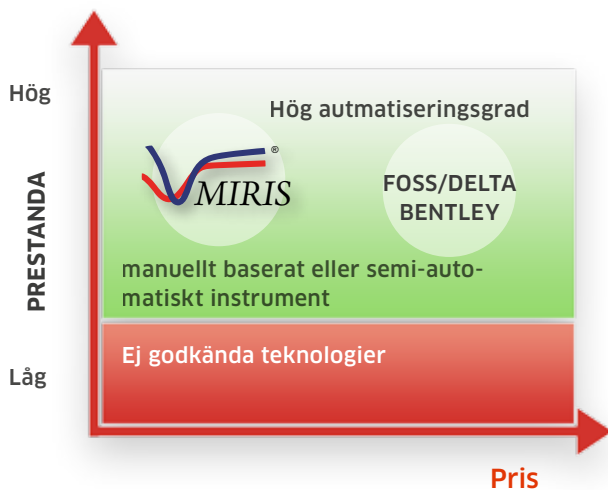 Hög
Hög autmatiseringsgrad
®
MIRIS
FOSS/DELTA
BENTLEY
PRESTANDA
manuellt baserat eller semi-auto-
matiskt instrument
Ej godkända teknologier
Låg
Pris